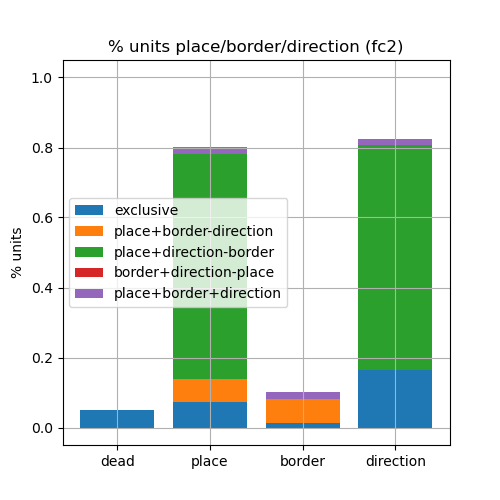 % units place/border/direction (fc2)
1.0
0.8
0.6
0.4
0.2
0.0
% units
exclusive
place+border-direction
place+direction-border
border+direction-place
place+border+direction
dead place border direction